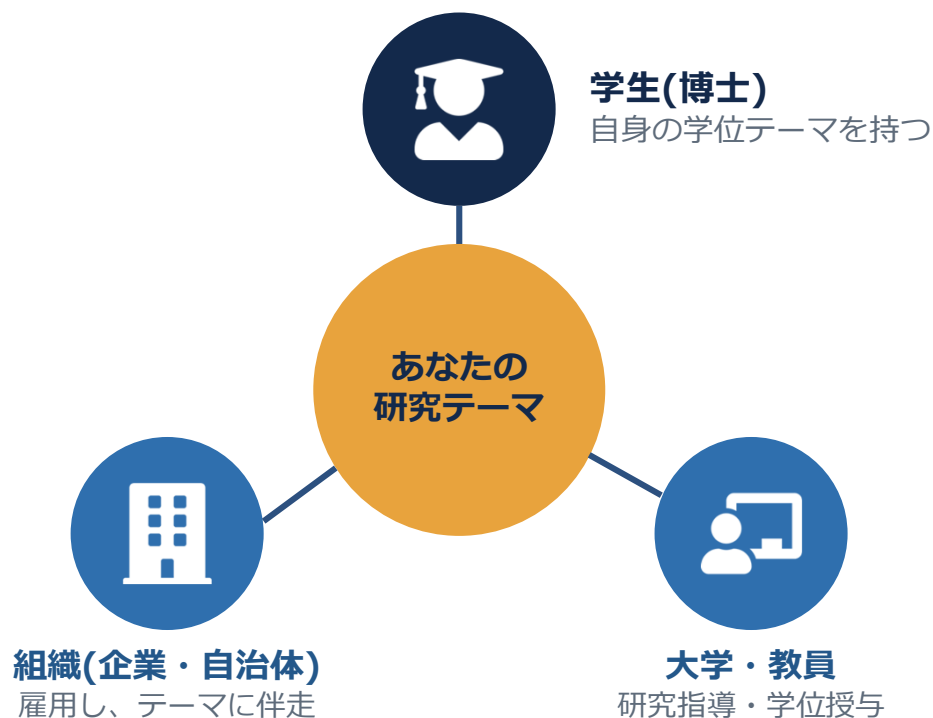 学生(博士)
自身の学位テーマを持つ
あなたの
研究テーマ
組織(企業・自治体)
雇用し、テーマに伴走
大学・教員
研究指導・学位授与